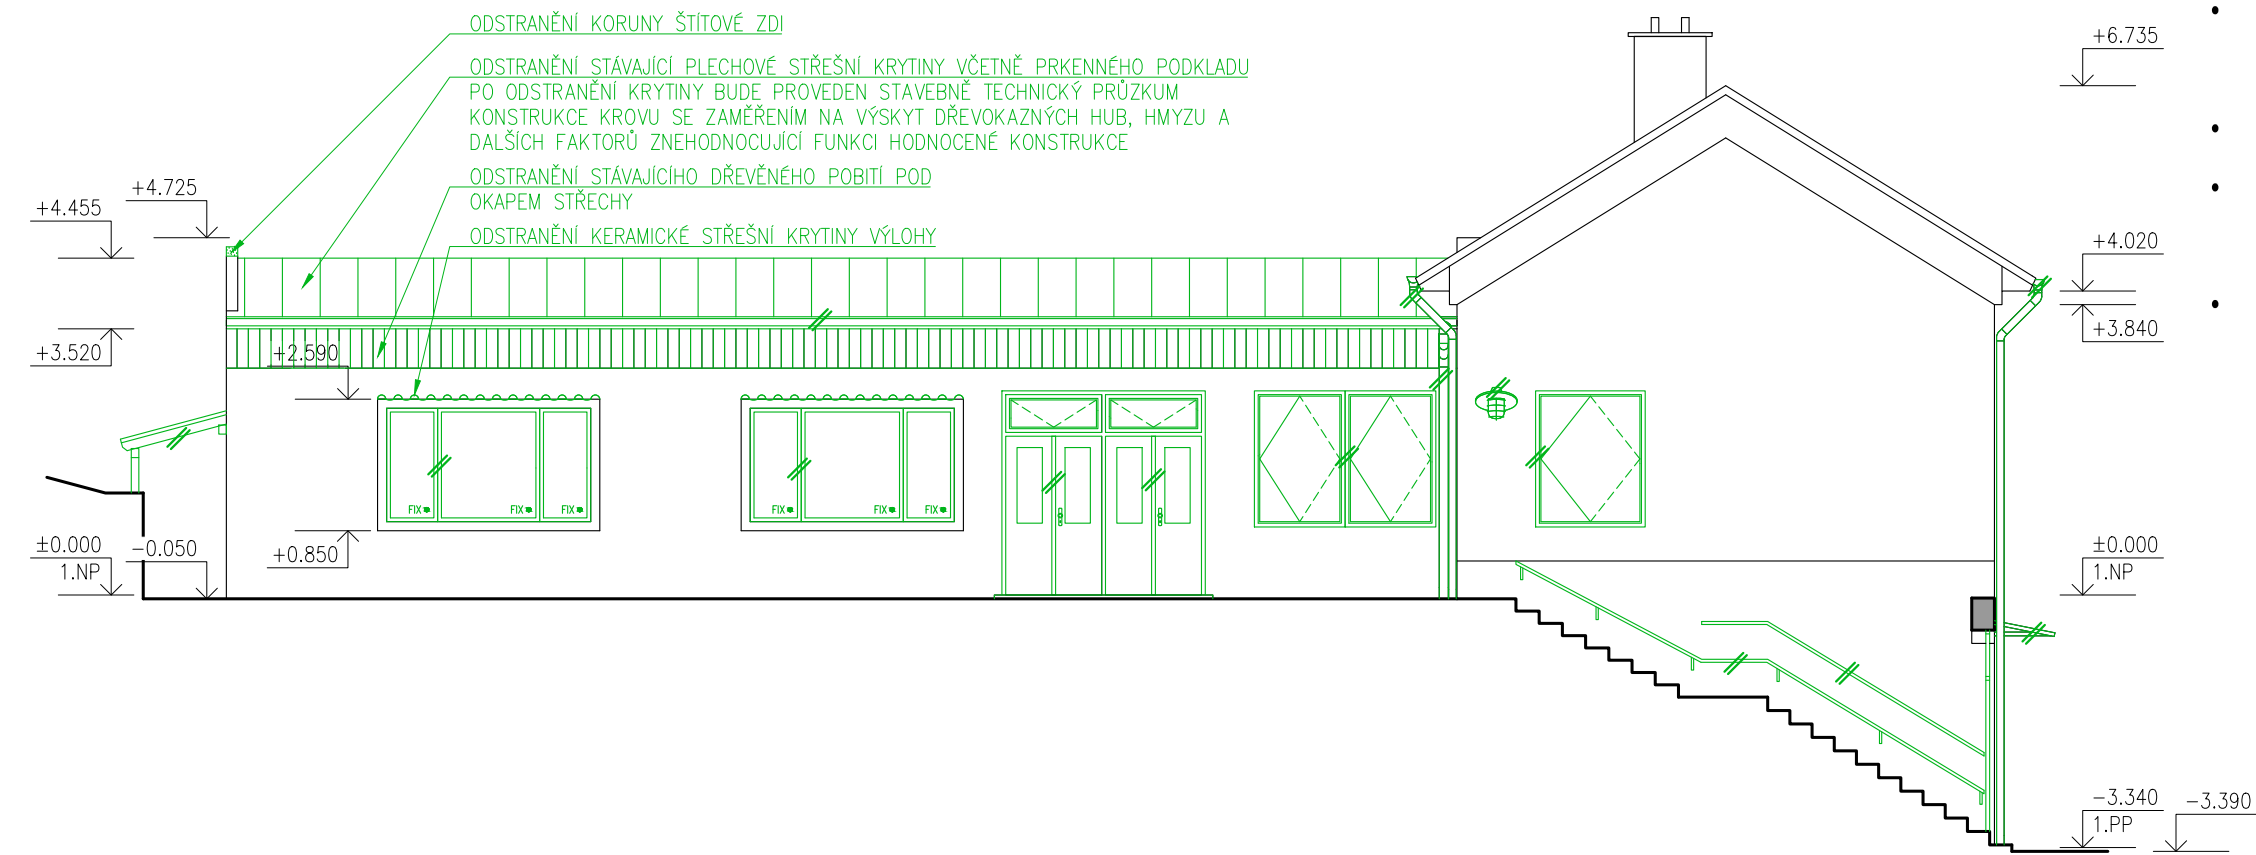 ODSTRANĚNÍ KORUNY ŠTÍTOVÉ ZDI
ODSTRANĚNÍ STÁVAJÍCÍ PLECHOVÉ STŘEŠNÍ KRYTINY VČETNĚ PRKENNÉHO PODKLADU
PO ODSTRANĚNÍ KRYTINY BUDE PROVEDEN STAVEBNĚ TECHNICKÝ PRŮZKUM
KONSTRUKCE KROVU SE ZAMĚŘENÍM NA VÝSKYT DŘEVOKAZNÝCH HUB, HMYZU A
DALŠÍCH FAKTORŮ ZNEHODNOCUJÍCÍ FUNKCI HODNOCENÉ KONSTRUKCE
ODSTRANĚNÍ STÁVAJÍCÍHO DŘEVĚNÉHO POBITÍ POD
OKAPEM STŘECHY
ODSTRANĚNÍ KERAMICKÉ STŘEŠNÍ KRYTINY VÝLOHY
+6.735
+4.725
+4.455
+4.020
+3.840
+3.520
+2.590
FIX
FIX
FIX
FIX
FIX
FIX
±0.000
1.NP
-0.050
+0.850
±0.000
1.NP
-3.340
1.PP
-3.390